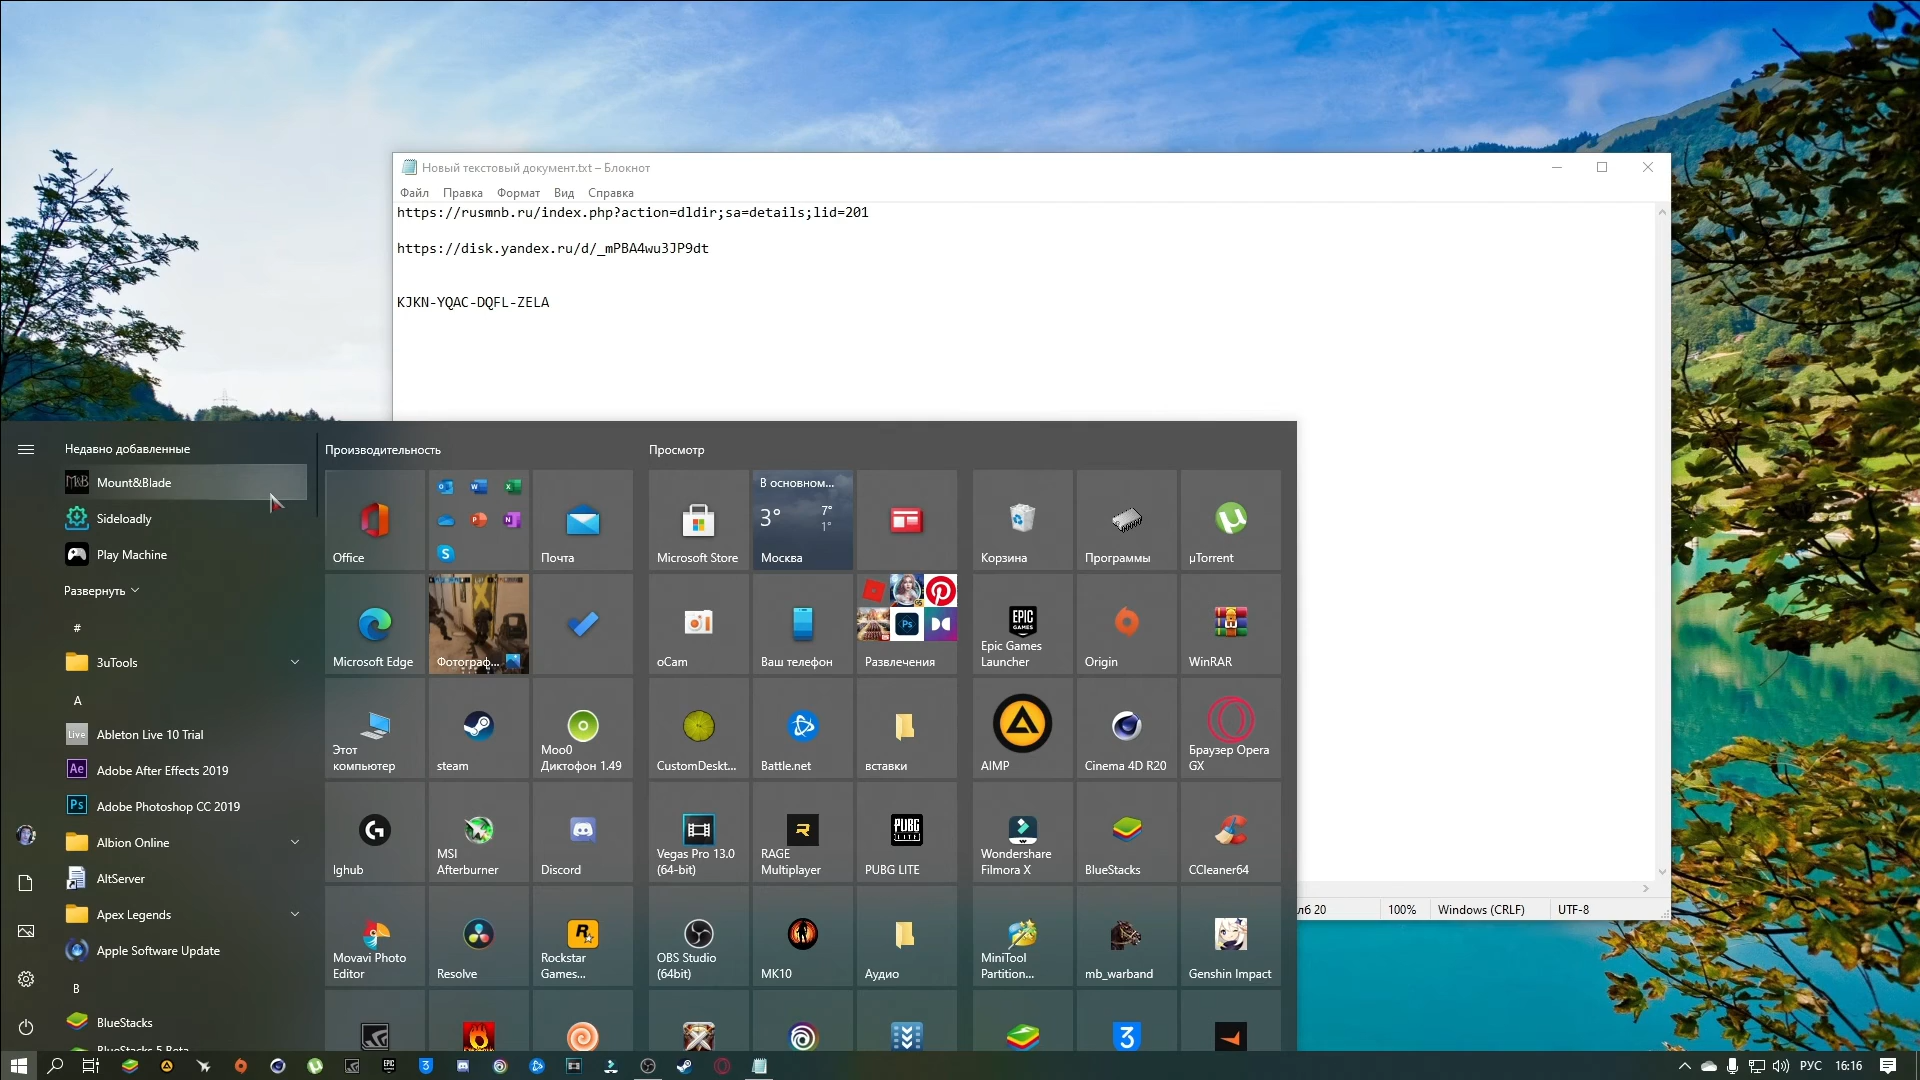 Новый текстовый документ.txt – Блокнот
Файл Правка Формат Вид Справка
https://rusmnb.ru/index.php?action=dldir;sa=details;lid=201
https://disk.yandex.ru/d/_mPBA4wu3JP9dt
KJKN-YQAC-DQFL-ZELA
лб 20
100%
Windows (CRLF)
UTF-8
Недавно добавленные
Mount&Blade
Sideloadly
Play Machine
Развернуть
#
3uTools
A
Ableton Live 10 Trial
Adobe After Effects 2019
Adobe Photoshop CC 2019
Albion Online
AltServer
Apex Legends
Apple Software Update
B
BlueStacks
BlueStacks 5 Beta
Производительность
Office
Почта
Microsoft Edge
Фотограф...
Этот
компьютер
steam
Moo0
Диктофон 1.49
lghub
MSI
Afterburner
Discord
Movavi Photo
Editor
Resolve
Rockstar
Games...
Просмотр
Microsoft Store
В основном...
3°
7°
1°
Москва
oCam
Ваш телефон
Развлечения
CustomDeskt...
Battle.net
вставки
Vegas Pro 13.0
(64-bit)
RAGE
Multiplayer
PUBG LITE
OBS Studio
(64bit)
MK10
Аудио
Корзина
Программы
µTorrent
EPIC
GAMES
Epic Games
Launcher
Origin
WinRAR
AIMP
Cinema 4D R20
Браузер Opera
GX
Wondershare
Filmora X
BlueStacks
CCleaner64
MiniTool
Partition...
mb_warband
Genshin Impact
РУС
16:16